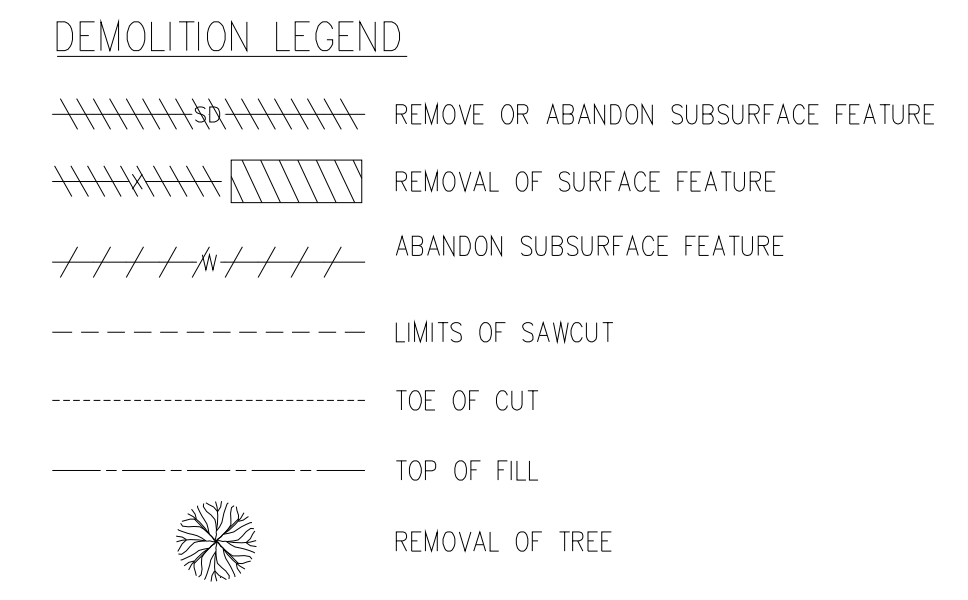 DEMOLITION LEGEND
SD REMOVE OR ABANDON SUBSURFACE FEATURE
X REMOVAL OF SURFACE FEATURE
W ABANDON SUBSURFACE FEATURE
LIMITS OF SAWCUT
TOE OF CUT
TOP OF FILL
REMOVAL OF TREE